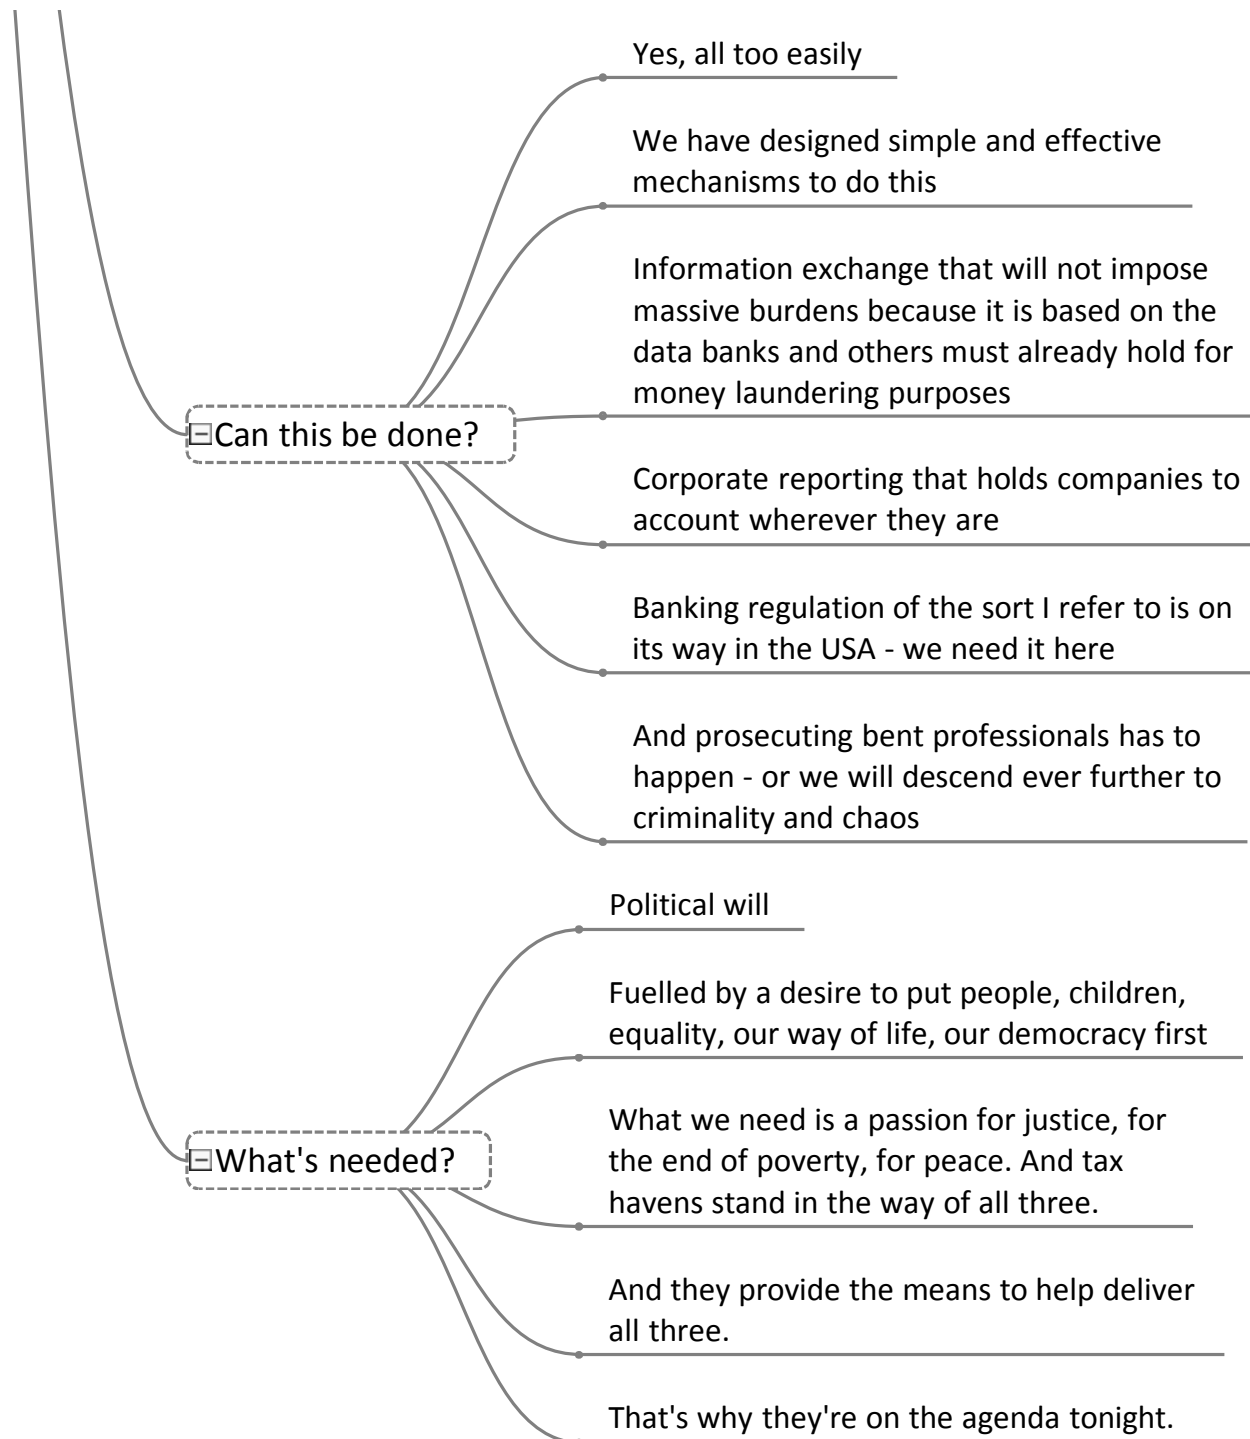 Yes, all too easily
We have designed simple and effective
mechanisms to do this
Information exchange that will not impose
massive burdens because it is based on the
data banks and others must already hold for
money laundering purposes
Can this be done?
Corporate reporting that holds companies to
account wherever they are
Banking regulation of the sort I refer to is on
its way in the USA - we need it here
And prosecuting bent professionals has to
happen - or we will descend ever further to
criminality and chaos
Political will
Fuelled by a desire to put people, children,
equality, our way of life, our democracy first
What we need is a passion for justice, for
the end of poverty, for peace. And tax
havens stand in the way of all three.
What's needed?
And they provide the means to help deliver
all three.
That's why they're on the agenda tonight.